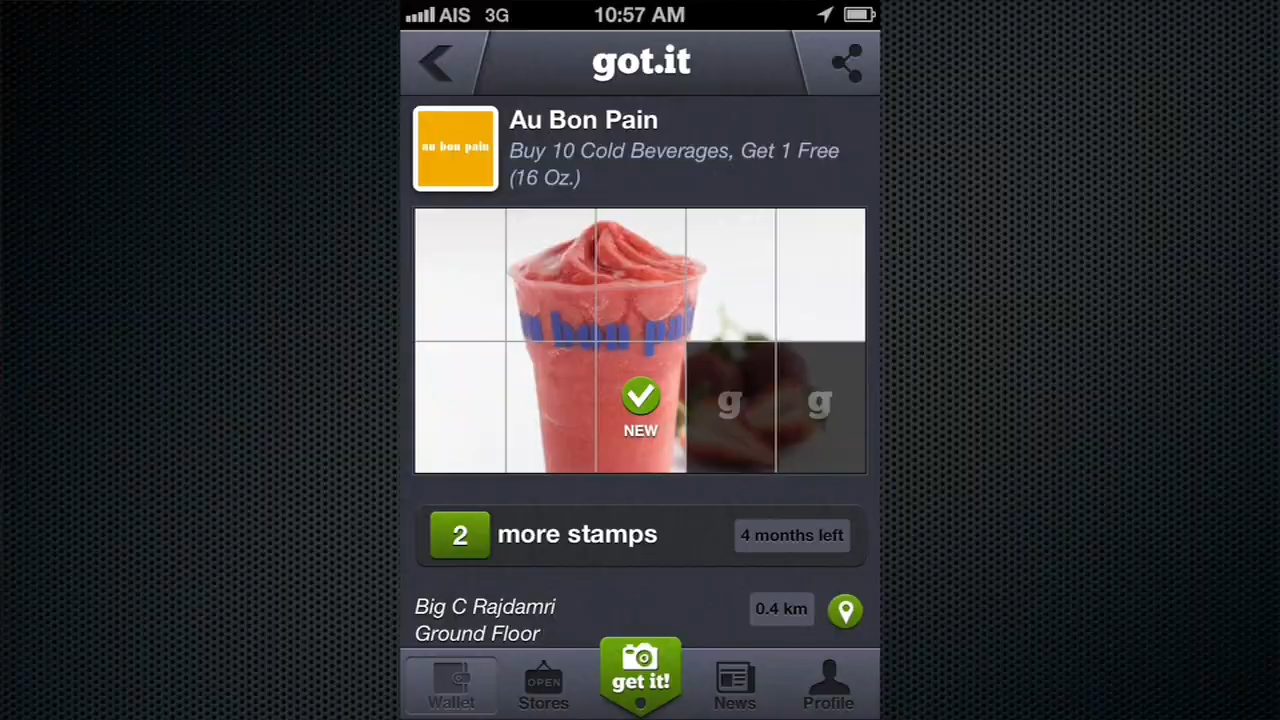 AIS 3G 10:57 AM
got.it
au bon pain
Au Bon Pain
Buy 10 Cold Beverages, Get 1 Free
(16 Oz.)
au bon pain
NEW
g g
2 more stamps 4 months left
Big C Rajdamri 0.4 km
Ground Floor
Wallet OPEN Stores get it! News Profile